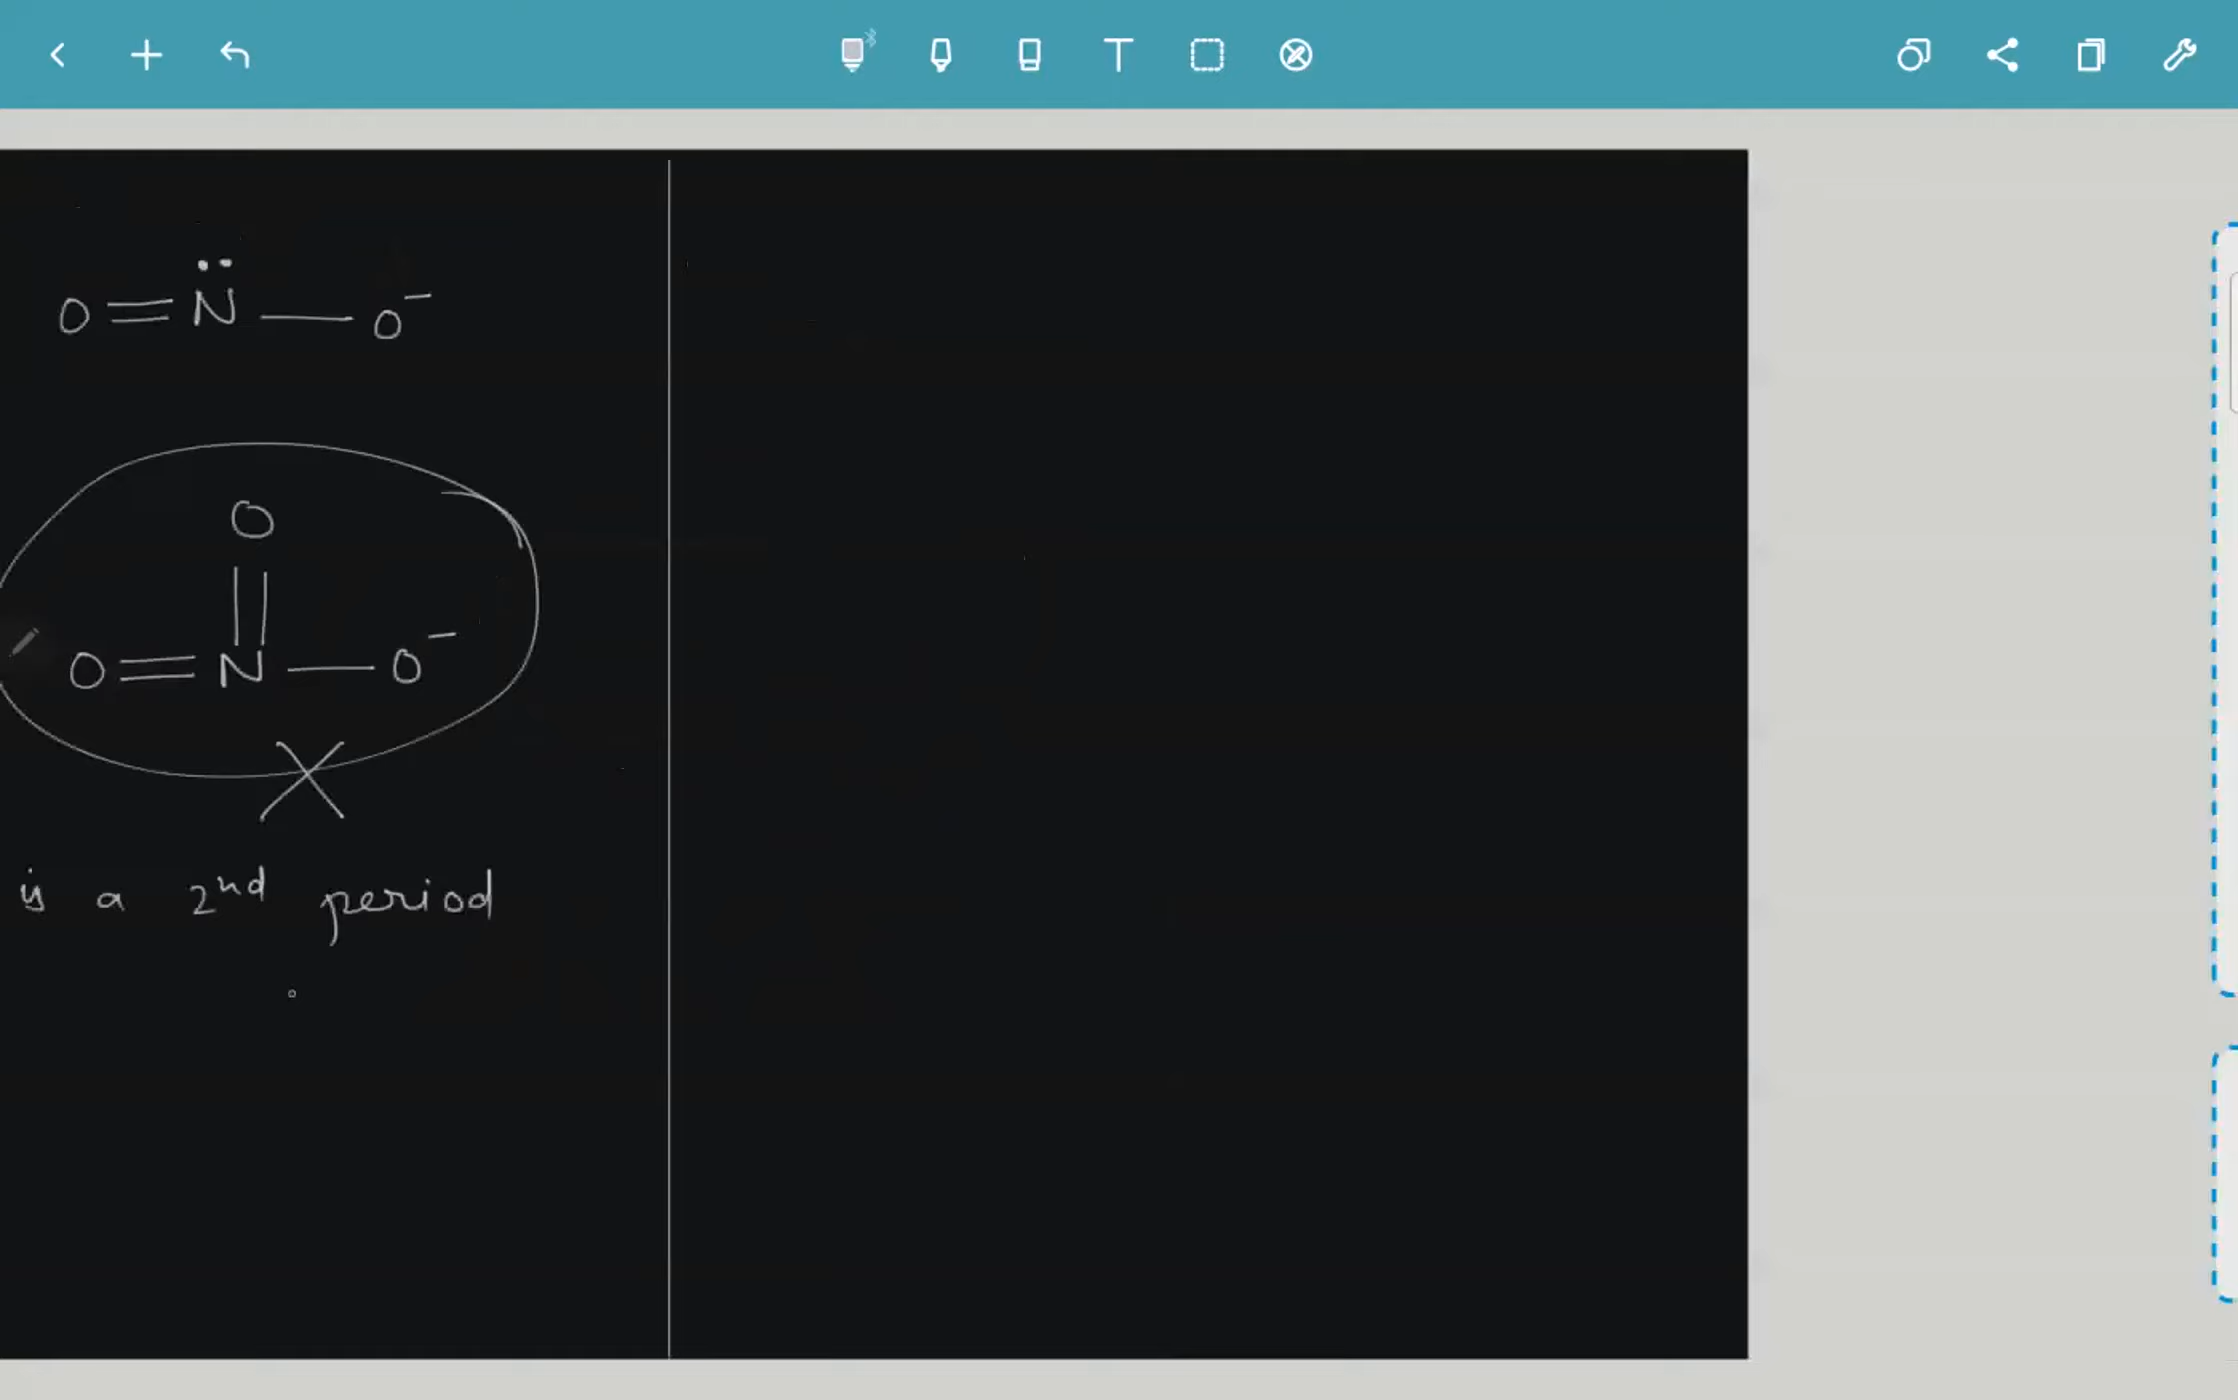 O=N̈—O⁻
O
||
O=N—O⁻
X
is a 2nd period